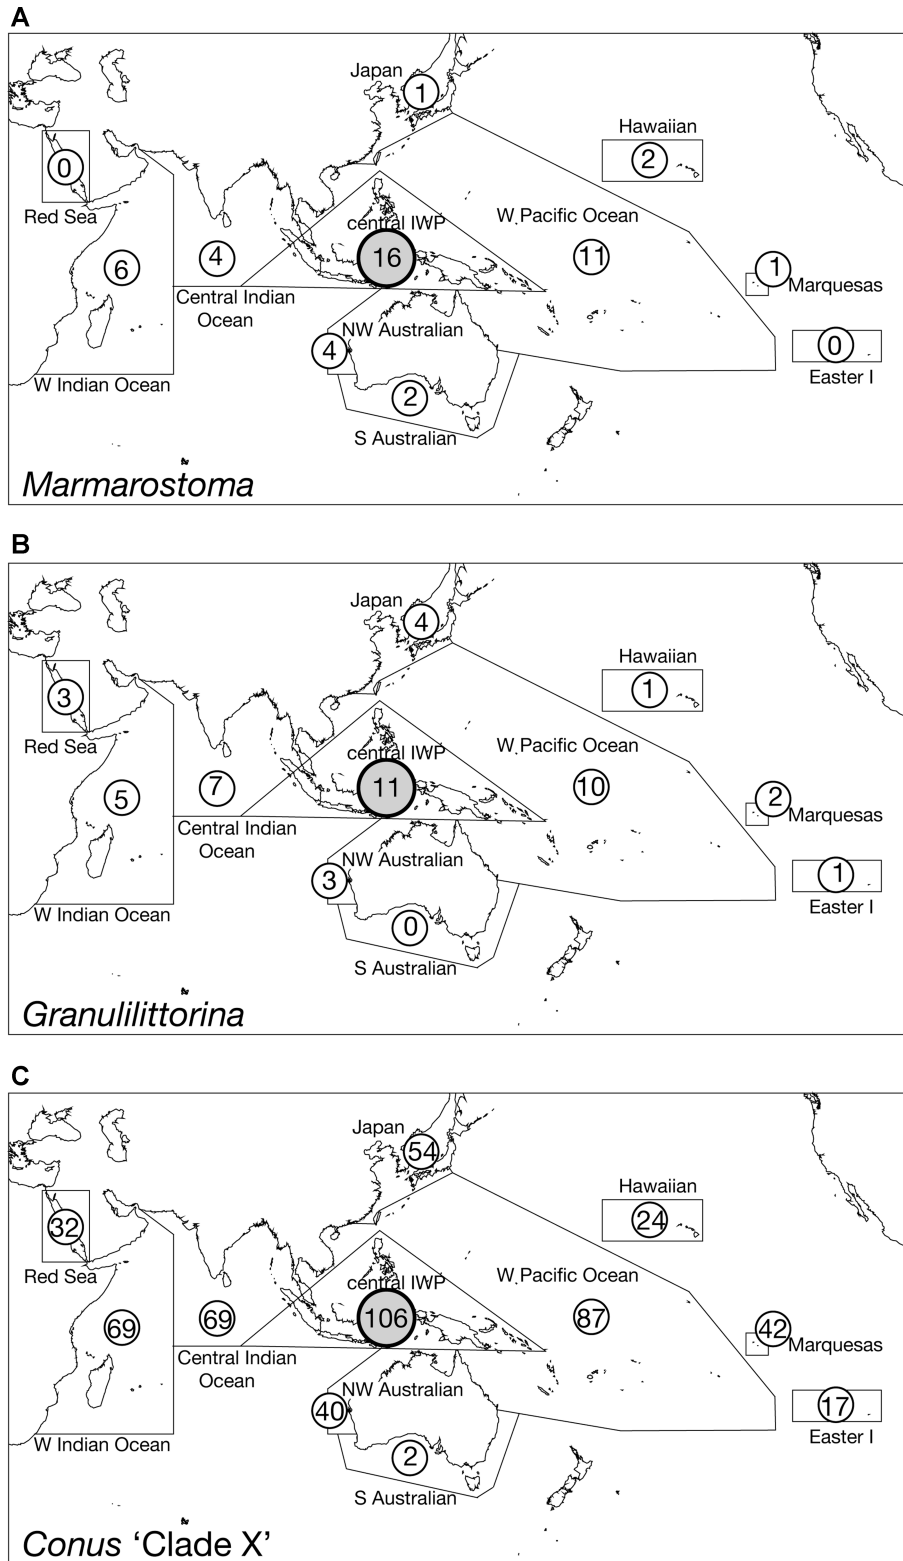 A
Japan
1
Hawaiian
2
0
Red Sea
central IWP
16
W Pacific Ocean
11
6
4
1
Marquesas
Central Indian
Ocean
NW Australian
4
0
Easter I
W Indian Ocean
2
S Australian
Marmarostoma
B
Japan
4
Hawaiian
1
3
Red Sea
central IWP
11
W Pacific Ocean
10
5
7
2
Marquesas
Central Indian
Ocean
NW Australian
3
1
Easter I
W Indian Ocean
0
S Australian
Granulilittorina
C
Japan
54
Hawaiian
24
32
Red Sea
central IWP
106
W Pacific Ocean
87
69
69
42
Marquesas
Central Indian
Ocean
NW Australian
40
17
Easter I
W Indian Ocean
2
S Australian
Conus ‘Clade X’